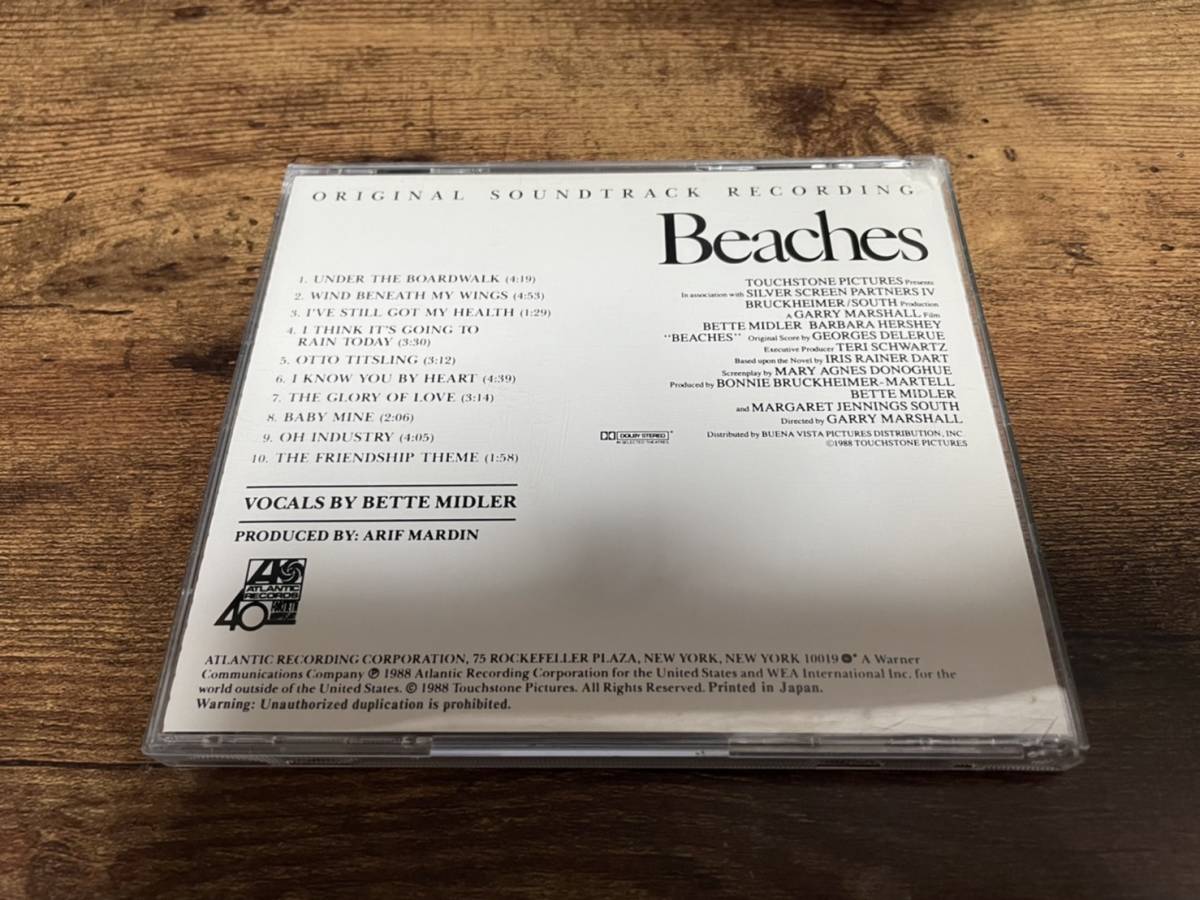 ORIGINAL SOUNDTRACK RECORDING
Beaches
1. UNDER THE BOARDWALK (4:19)
2. WIND BENEATH MY WINGS (4:53)
3. I'VE STILL GOT MY HEALTH (1:29)
4. I THINK IT'S GOING TO
RAIN TODAY (3:30)
5. OTTO TITSLING (3:12)
6. I KNOW YOU BY HEART (4:39)
7. THE GLORY OF LOVE (3:14)
8. BABY MINE (2:06)
9. OH INDUSTRY (4:05)
10. THE FRIENDSHIP THEME (1:58)
VOCALS BY BETTE MIDLER
PRODUCED BY: ARIF MARDIN
TOUCHSTONE PICTURES Presents
In association with SILVER SCREEN PARTNERS IV
BRUCKHEIMER/SOUTH Production
A GARRY MARSHALL Film
BETTE MIDLER BARBARA HERSHEY
"BEACHES" Original Score by GEORGES DELERUE
Executive Producer TERI SCHWARTZ
Based upon the Novel by IRIS RAINER DART
Screenplay by MARY AGNES DONOGHUE
Produced by BONNIE BRUCKHEIMER-MARTELL
BETTE MIDLER
and MARGARET JENNINGS SOUTH
Directed by GARRY MARSHALL
DOLBY STEREO
IN SELECTED THEATRES
Distributed by BUENA VISTA PICTURES DISTRIBUTION, INC.
©1988 TOUCHSTONE PICTURES
ATLANTIC
RECORDS
40
ATLANTIC RECORDING CORPORATION, 75 ROCKEFELLER PLAZA, NEW YORK, NEW YORK 10019 A Warner
Communications Company ℗ 1988 Atlantic Recording Corporation for the United States and WEA International Inc. for the
world outside of the United States. © 1988 Touchstone Pictures. All Rights Reserved. Printed in Japan.
Warning: Unauthorized duplication is prohibited.